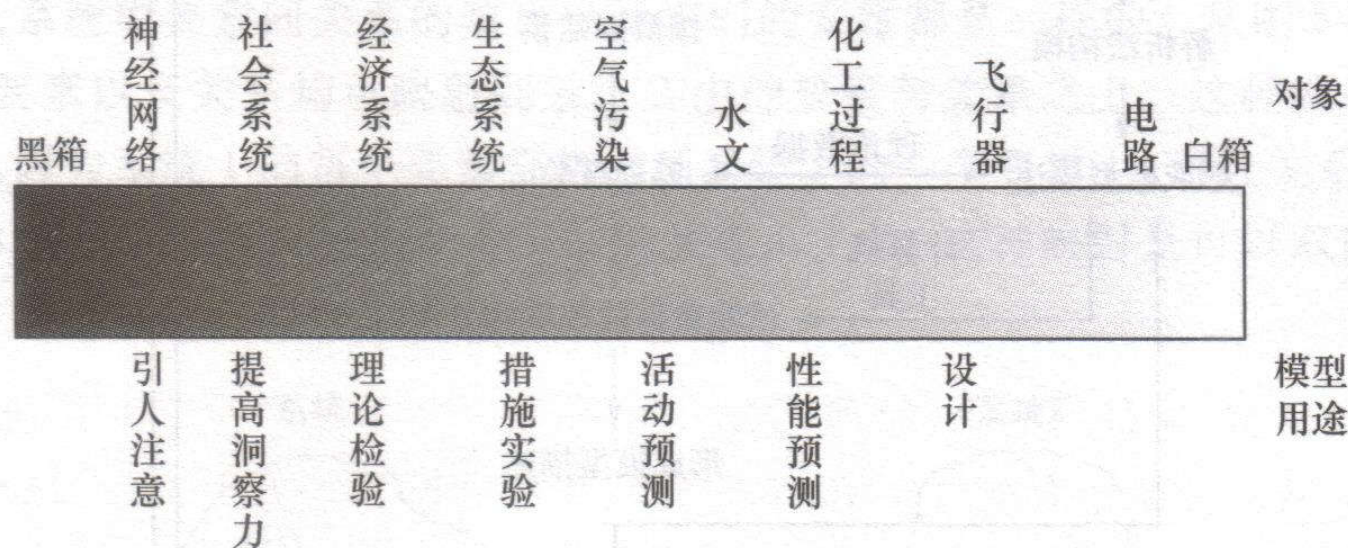 黑箱
神经网络
社会系统
经济系统
生态系统
空气污染
水文
化工过程
飞行器
电路
白箱
对象
引人注意
提高洞察力
理论检验
措施实验
活动预测
性能预测
设计
模型
用途